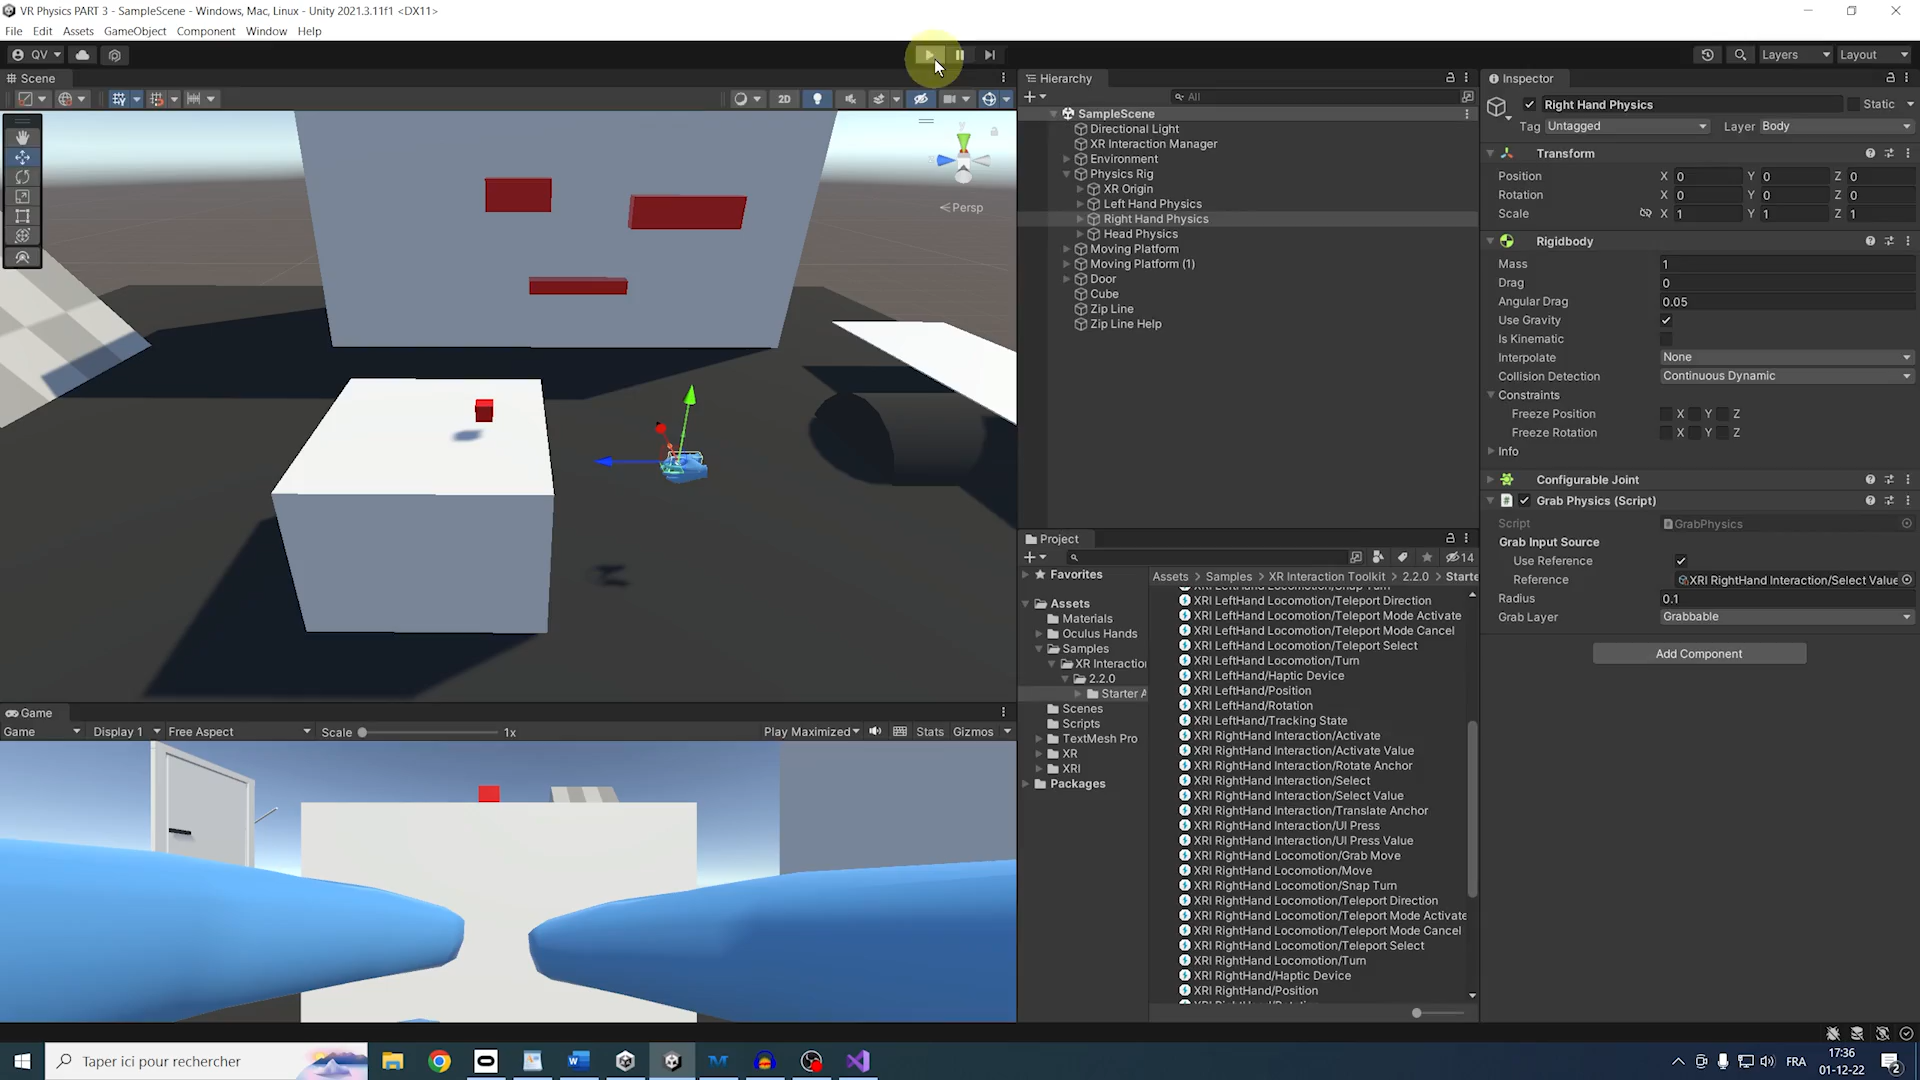 VR Physics PART 3 - SampleScene - Windows, Mac, Linux - Unity 2021.3.11f1 <DX11>
File Edit Assets GameObject Component Window Help
QV Layers Layout
Scene
2D
Persp
Hierarchy
All
SampleScene
Directional Light
XR Interaction Manager
Environment
Physics Rig
XR Origin
Left Hand Physics
Right Hand Physics
Head Physics
Moving Platform
Moving Platform (1)
Door
Cube
Zip Line
Zip Line Help
Inspector
Right Hand Physics Static
Tag Untagged Layer Body
Transform
Position X 0 Y 0 Z 0
Rotation X 0 Y 0 Z 0
Scale X 1 Y 1 Z 1
Rigidbody
Mass 1
Drag 0
Angular Drag 0.05
Use Gravity
Is Kinematic
Interpolate None
Collision Detection Continuous Dynamic
Constraints
Freeze Position X Y Z
Freeze Rotation X Y Z
Info
Configurable Joint
Grab Physics (Script)
Script GrabPhysics
Grab Input Source
Use Reference
Reference XRI RightHand Interaction/Select Value
Radius 0.1
Grab Layer Grabbable
Add Component
Project
14
Favorites
Assets
Materials
Oculus Hands
Samples
XR Interactio
2.2.0
Starter A
Scenes
Scripts
TextMesh Pro
XR
XRI
Packages
Assets > Samples > XR Interaction Toolkit > 2.2.0 > Starte
XRI LeftHand Locomotion/Teleport Direction
XRI LeftHand Locomotion/Teleport Mode Activate
XRI LeftHand Locomotion/Teleport Mode Cancel
XRI LeftHand Locomotion/Teleport Select
XRI LeftHand Locomotion/Turn
XRI LeftHand/Haptic Device
XRI LeftHand/Position
XRI LeftHand/Rotation
XRI LeftHand/Tracking State
XRI RightHand Interaction/Activate
XRI RightHand Interaction/Activate Value
XRI RightHand Interaction/Rotate Anchor
XRI RightHand Interaction/Select
XRI RightHand Interaction/Select Value
XRI RightHand Interaction/Translate Anchor
XRI RightHand Interaction/UI Press
XRI RightHand Interaction/UI Press Value
XRI RightHand Locomotion/Grab Move
XRI RightHand Locomotion/Move
XRI RightHand Locomotion/Snap Turn
XRI RightHand Locomotion/Teleport Direction
XRI RightHand Locomotion/Teleport Mode Activate
XRI RightHand Locomotion/Teleport Mode Cancel
XRI RightHand Locomotion/Teleport Select
XRI RightHand Locomotion/Turn
XRI RightHand/Haptic Device
XRI RightHand/Position
Game
Game Display 1 Free Aspect Scale 1x Play Maximized Stats Gizmos
Taper ici pour rechercher
FRA
17:36
01-12-22
2